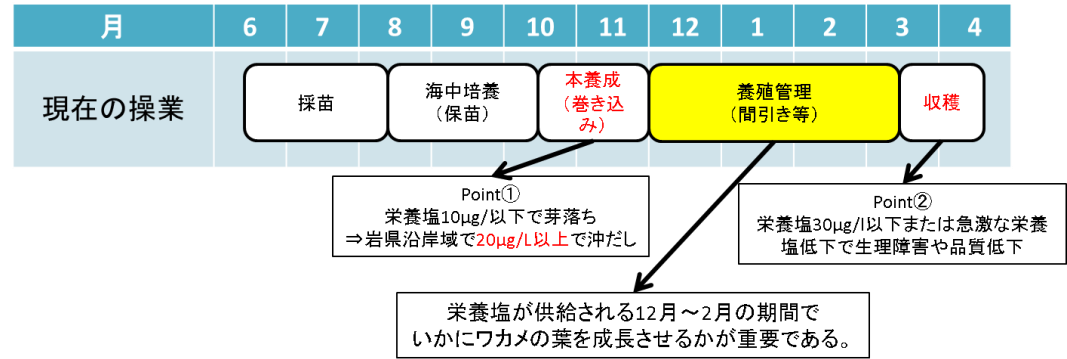 月 6 7 8 9 10 11 12 1 2 3 4
現在の操業
採苗
海中培養
（保苗）
本養成
（巻き込
み）
養殖管理
（間引き等）
収穫
Point①
栄養塩10μg/以下で芽落ち
⇒岩県沿岸域で20μg/L以上で沖だし
Point②
栄養塩30μg/l以下または急激な栄養
塩低下で生理障害や品質低下
栄養塩が供給される12月～2月の期間で
いかにワカメの葉を成長させるかが重要である。